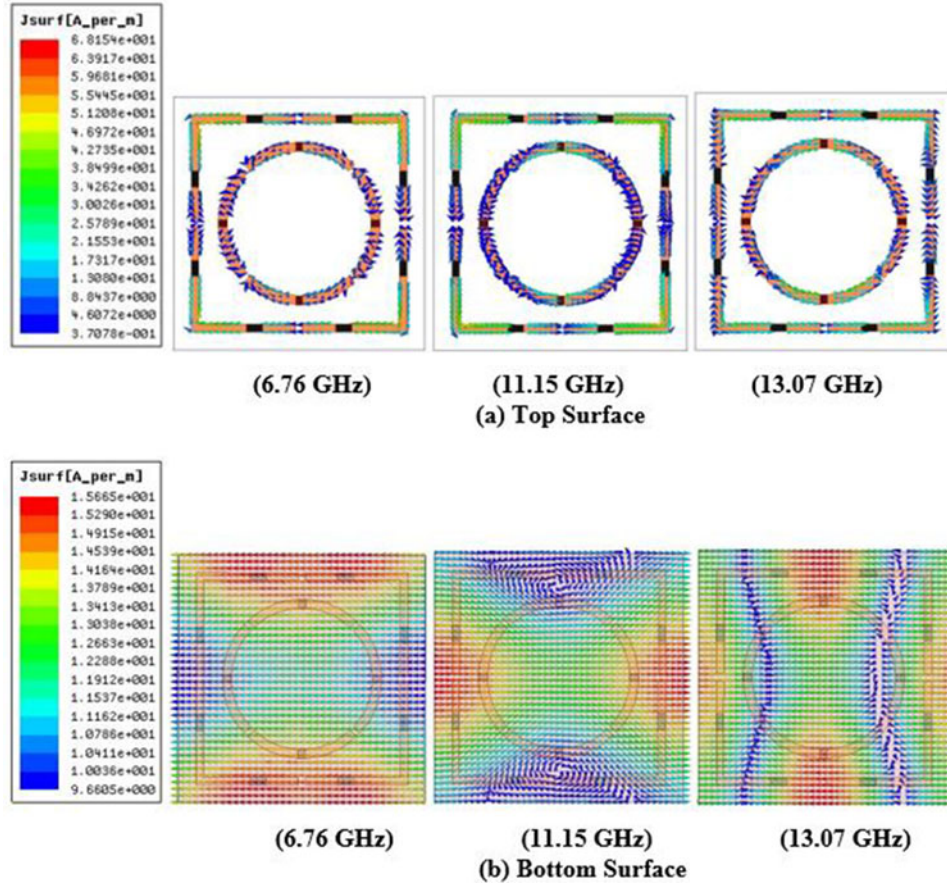 Jsurf[A_per_m]
6.8154e+001
6.3917e+001
5.9681e+001
5.5445e+001
5.1208e+001
4.6972e+001
4.2735e+001
3.8499e+001
3.4262e+001
3.0026e+001
2.5789e+001
2.1553e+001
1.7317e+001
1.3080e+001
8.8437e+000
4.6072e+000
3.7078e-001
(6.76 GHz) (11.15 GHz) (13.07 GHz)
(a) Top Surface
Jsurf[A_per_m]
1.5665e+001
1.5290e+001
1.4915e+001
1.4539e+001
1.4164e+001
1.3789e+001
1.3413e+001
1.3038e+001
1.2663e+001
1.2288e+001
1.1912e+001
1.1537e+001
1.1162e+001
1.0786e+001
1.0411e+001
1.0036e+001
9.6605e+000
(6.76 GHz) (11.15 GHz) (13.07 GHz)
(b) Bottom Surface